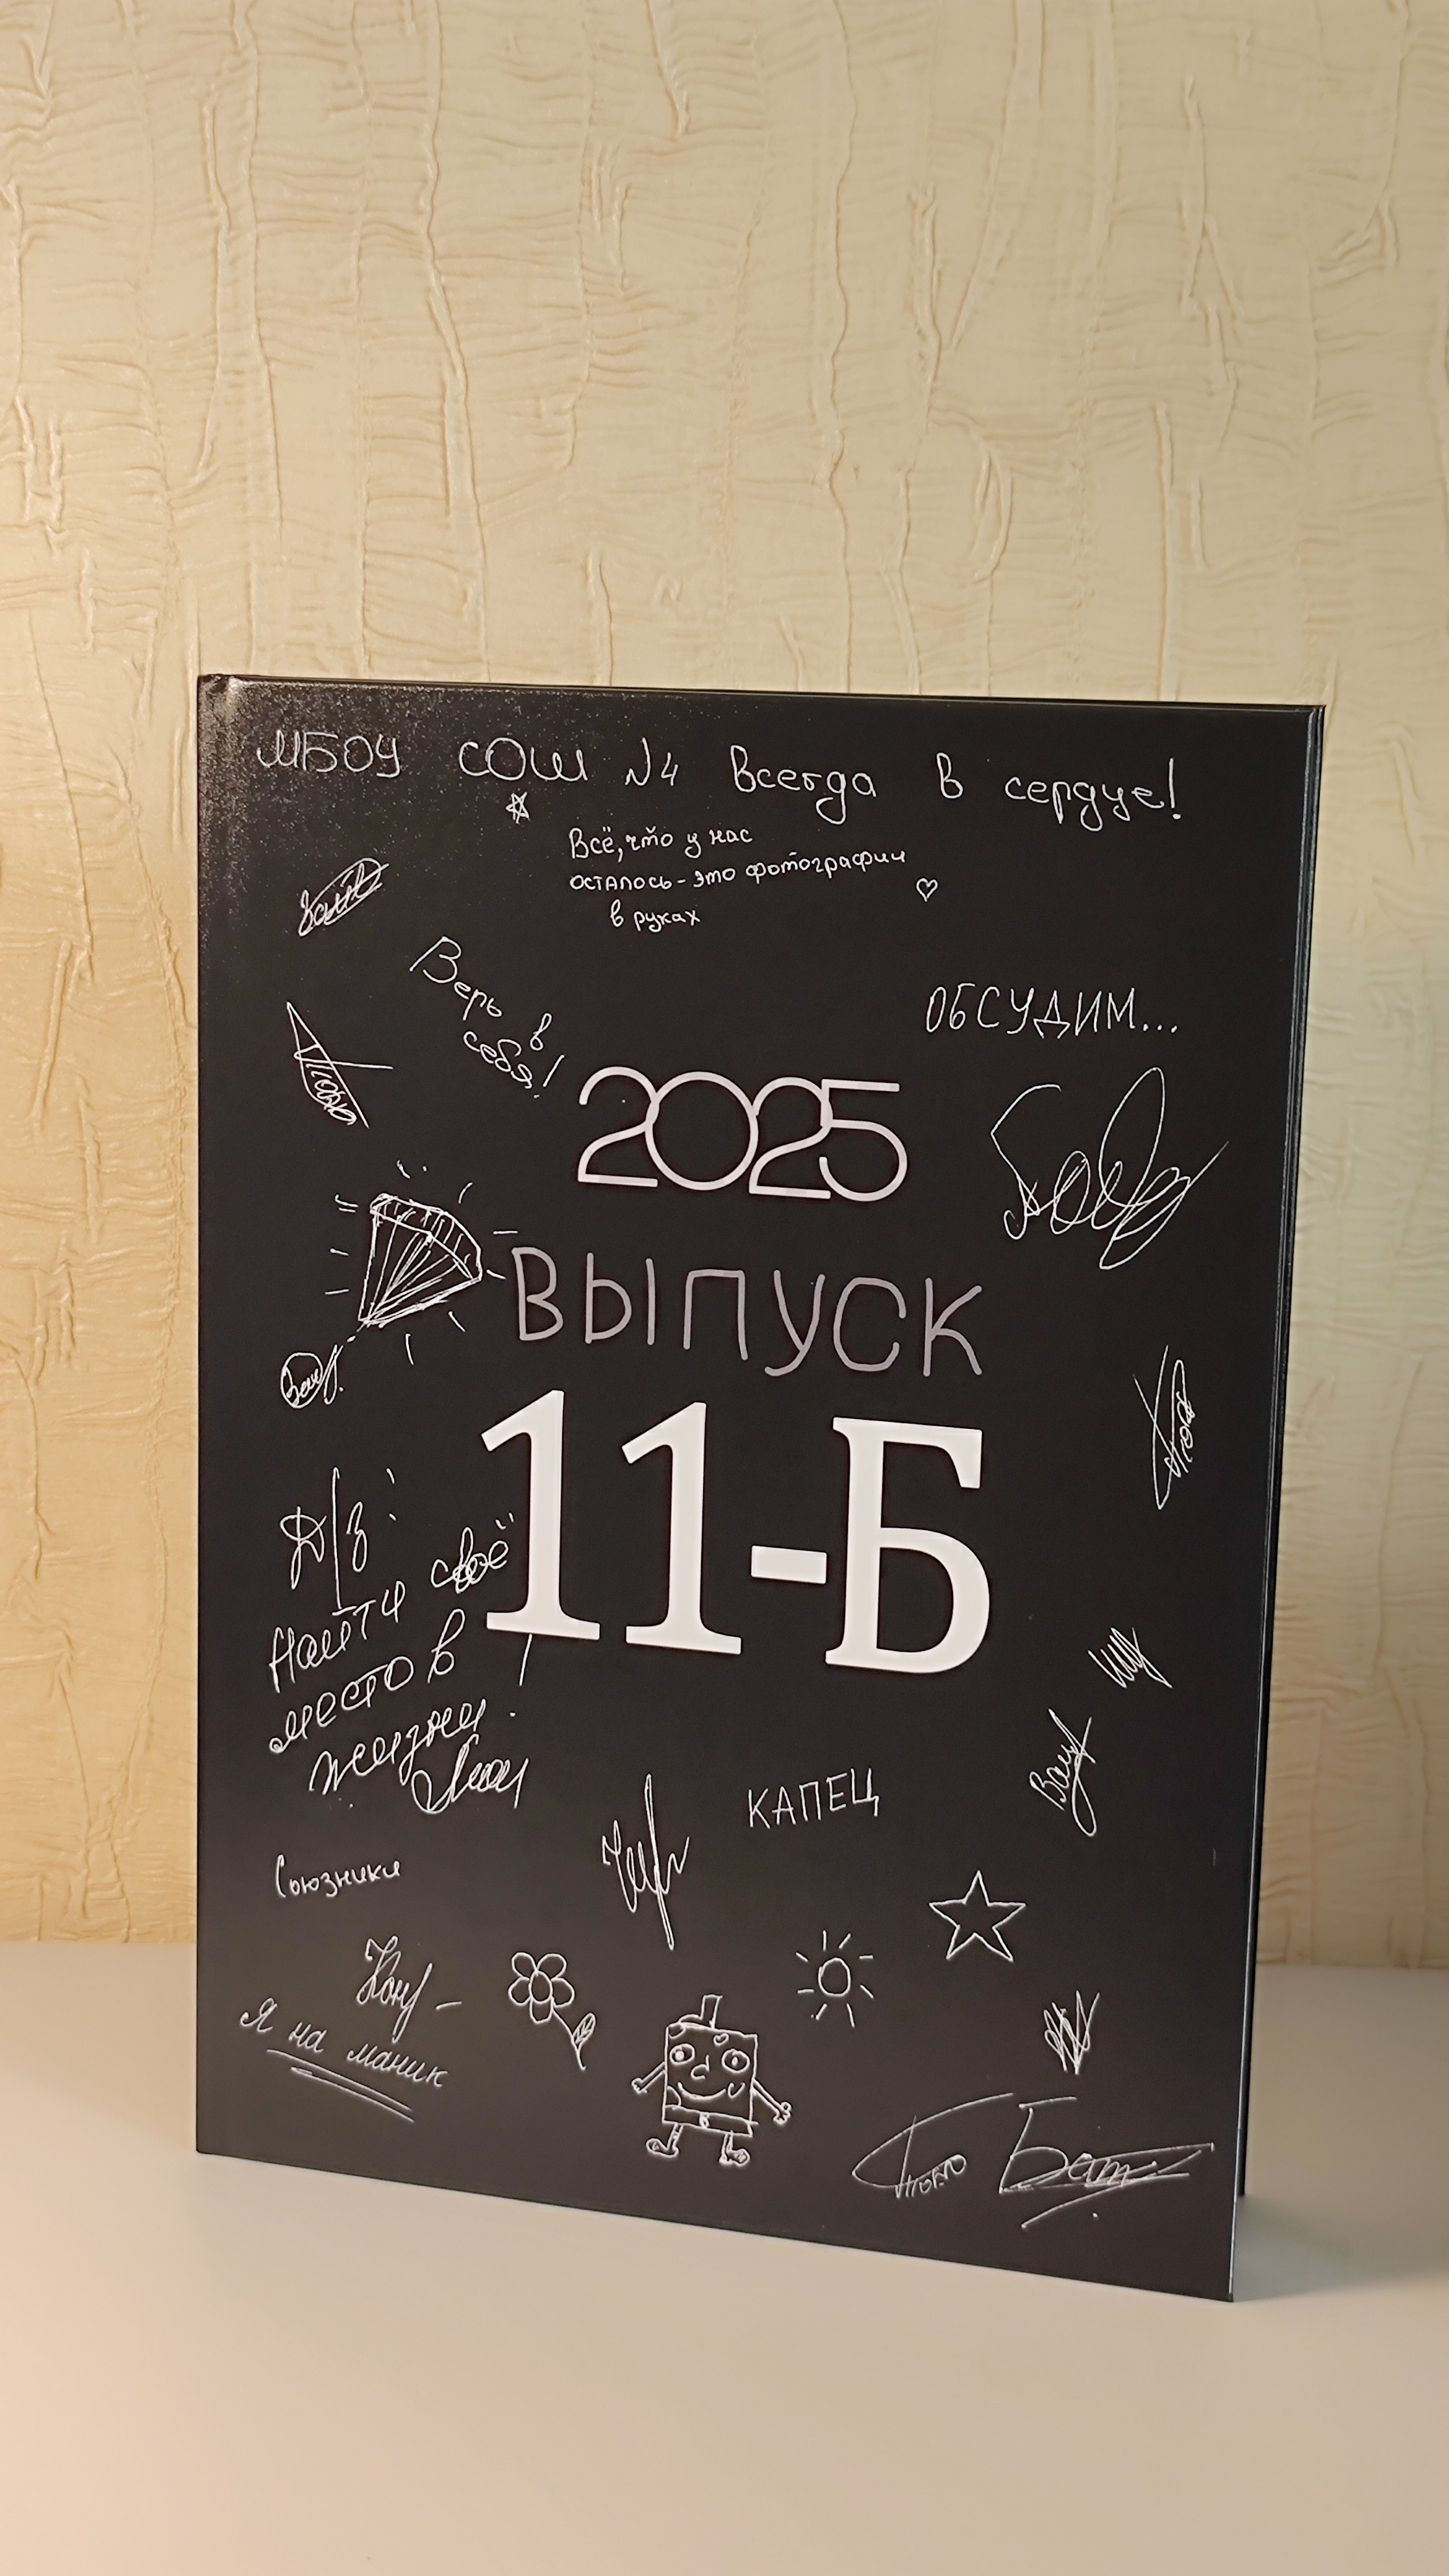 МБОУ СОШ №4 всегда в сердце!
Всё, что у нас
осталось - это фотографии
в руках
Верь в
себя!
ОБСУДИМ...
2025
ВЫПУСК
11-Б
Д/З:
Найти своё
место в
жизни!
КАПЕЦ
Союзники
Я на маник